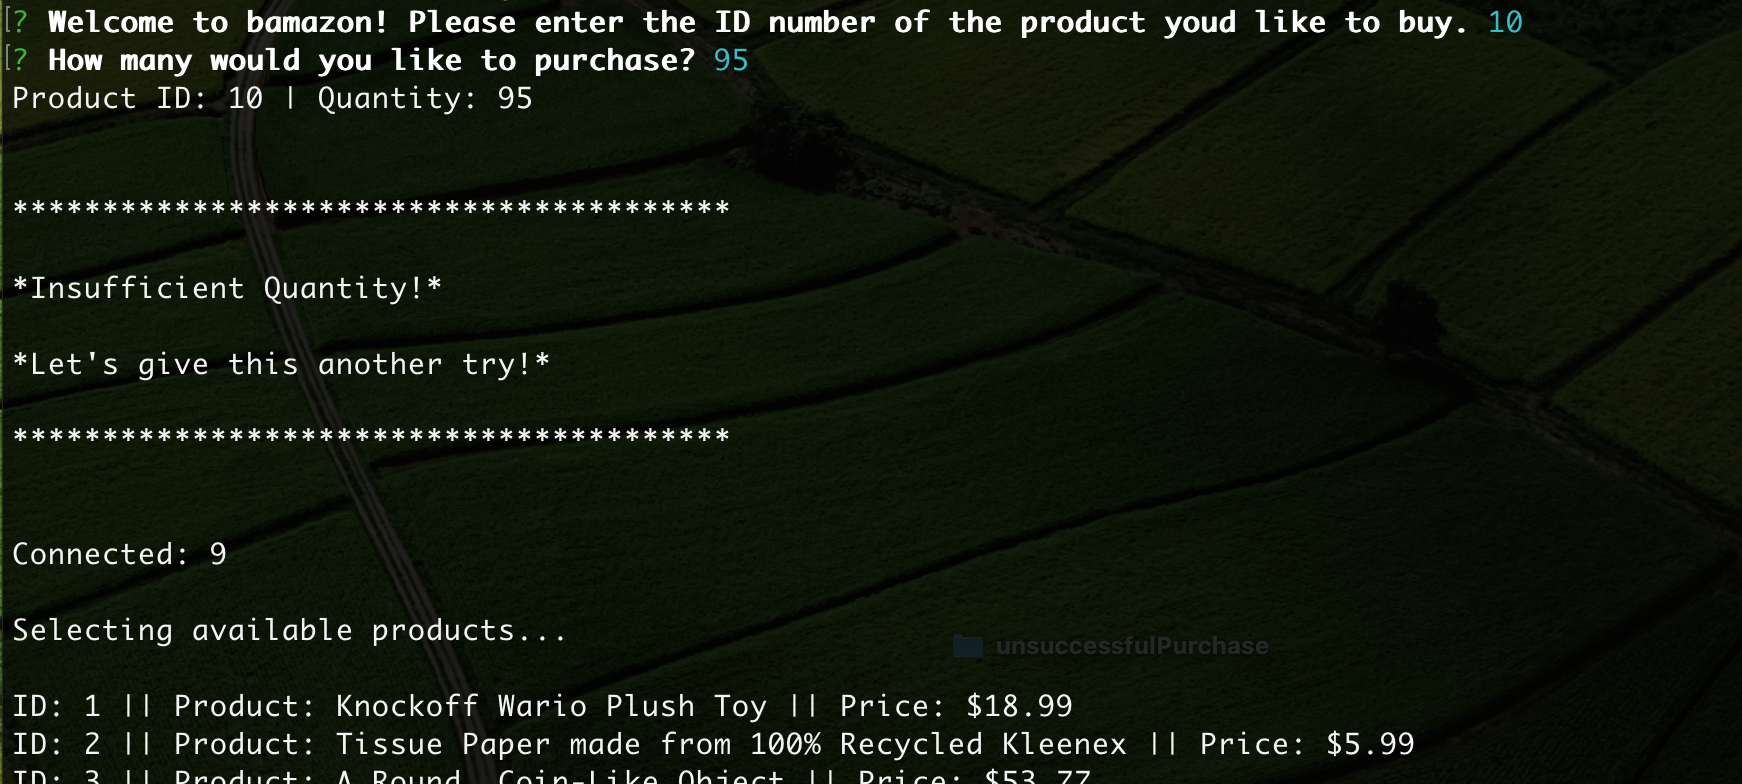 ? Welcome to bamazon! Please enter the ID number of the product youd like to buy. 10
? How many would you like to purchase? 95
Product ID: 10 | Quantity: 95
****************************************
*Insufficient Quantity!*
*Let's give this another try!*
****************************************
Connected: 9
Selecting available products...
unsuccessfulPurchase
ID: 1 || Product: Knockoff Wario Plush Toy || Price: $18.99
ID: 2 || Product: Tissue Paper made from 100% Recycled Kleenex || Price: $5.99
ID: 3 || Product: A Round, Coin-Like Object || Price: